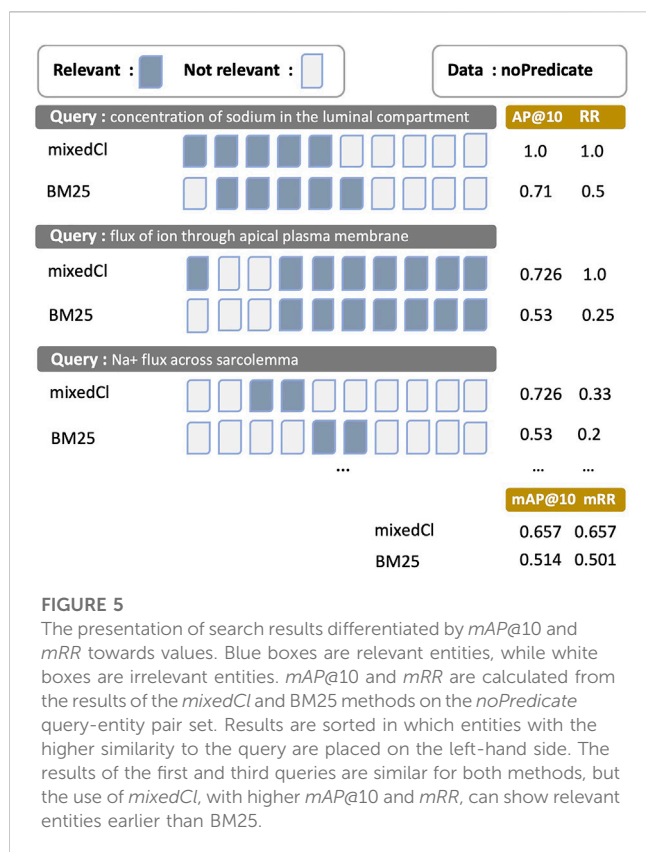 Relevant : Not relevant : Data : noPredicate
Query : concentration of sodium in the luminal compartment AP@10 RR
mixedCl 1.0 1.0
BM25 0.71 0.5
Query : flux of ion through apical plasma membrane
mixedCl 0.726 1.0
BM25 0.53 0.25
Query : Na+ flux across sarcolemma
mixedCl 0.726 0.33
BM25 0.53 0.2
... ... ...
mAP@10 mRR
mixedCl 0.657 0.657
BM25 0.514 0.501
FIGURE 5
The presentation of search results differentiated by mAP@10 and
mRR towards values. Blue boxes are relevant entities, while white
boxes are irrelevant entities. mAP@10 and mRR are calculated from
the results of the mixedCl and BM25 methods on the noPredicate
query-entity pair set. Results are sorted in which entities with the
higher similarity to the query are placed on the left-hand side. The
results of the first and third queries are similar for both methods, but
the use of mixedCl, with higher mAP@10 and mRR, can show relevant
entities earlier than BM25.